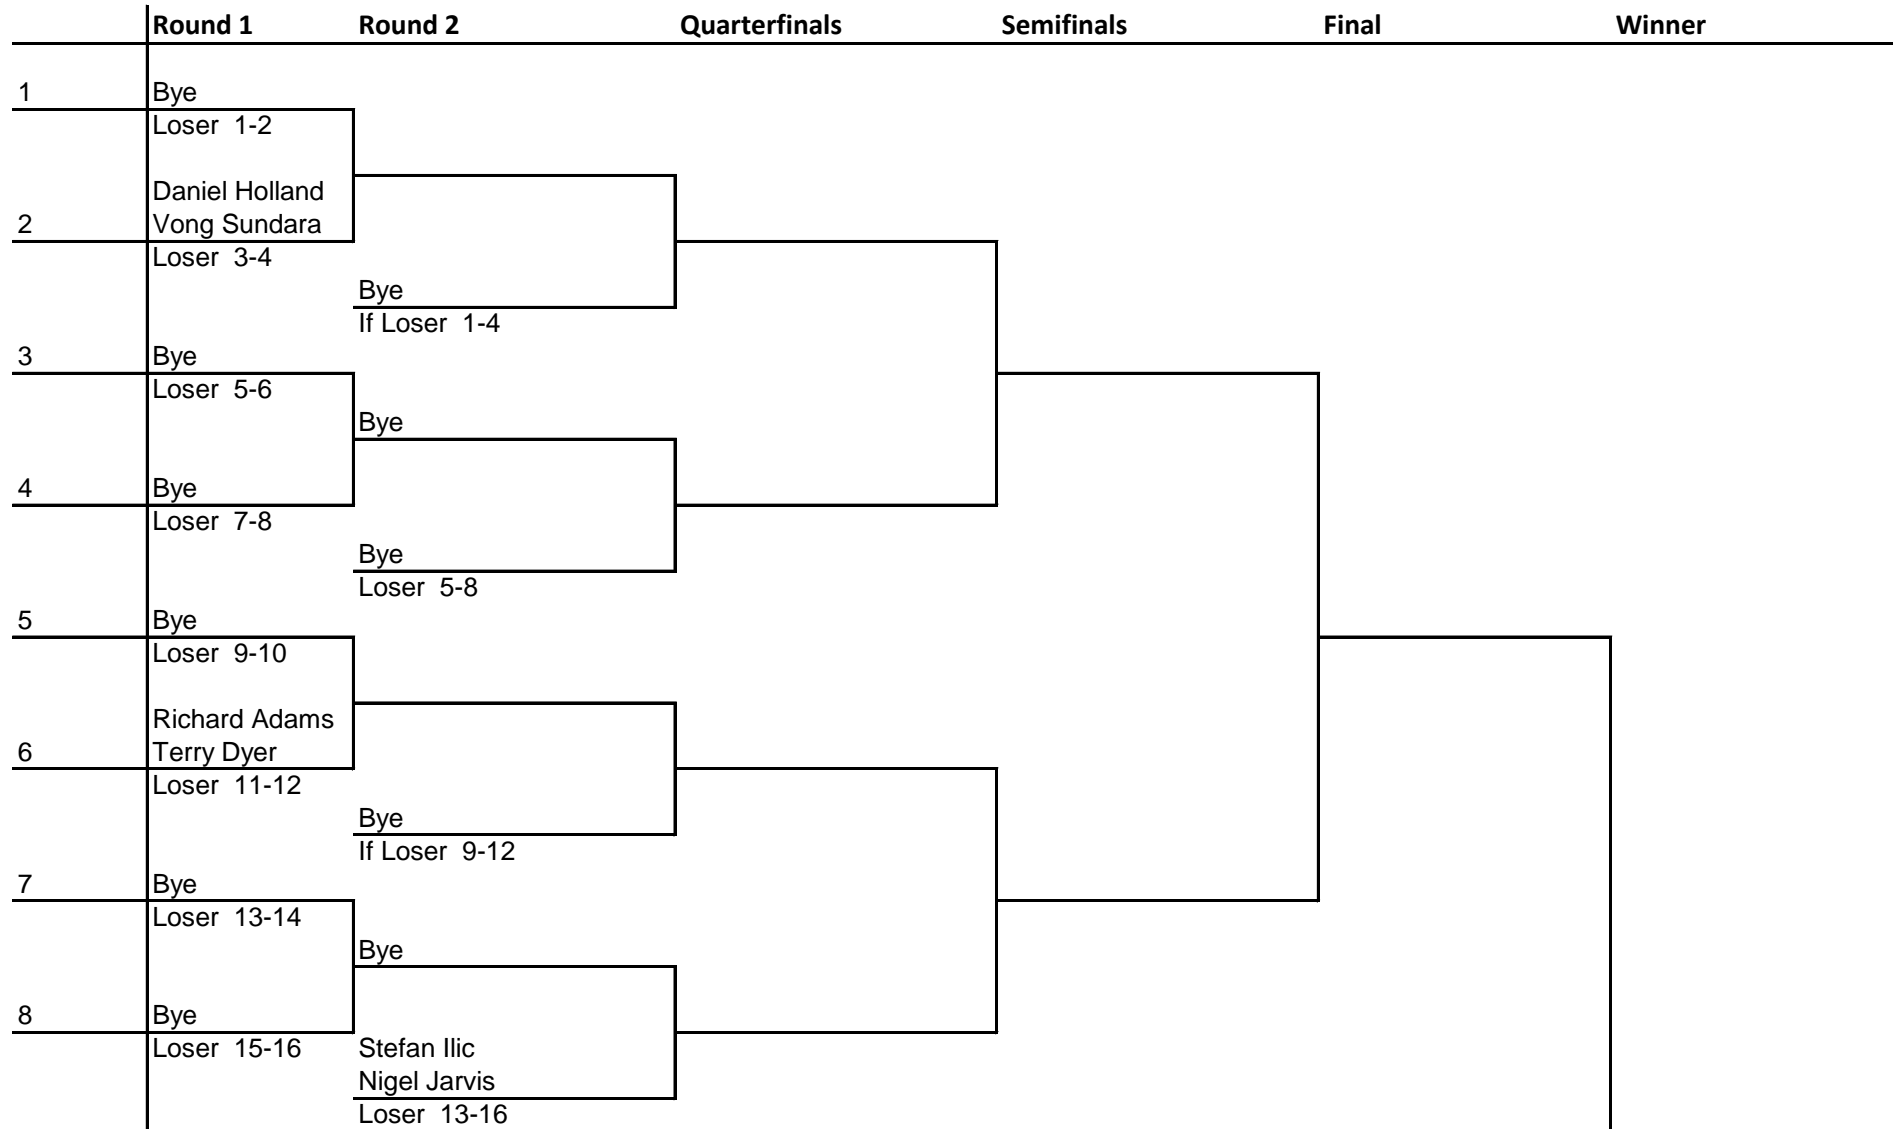 Round 1 Round 2 Quarterfinals Semifinals Final Winner
1 Bye
Loser 1-2
Daniel Holland
2 Vong Sundara
Loser 3-4
Bye
If Loser 1-4
3 Bye
Loser 5-6
Bye
4 Bye
Loser 7-8
Bye
Loser 5-8
5 Bye
Loser 9-10
Richard Adams
6 Terry Dyer
Loser 11-12
Bye
If Loser 9-12
7 Bye
Loser 13-14
Bye
8 Bye
Loser 15-16 Stefan Ilic
Nigel Jarvis
Loser 13-16